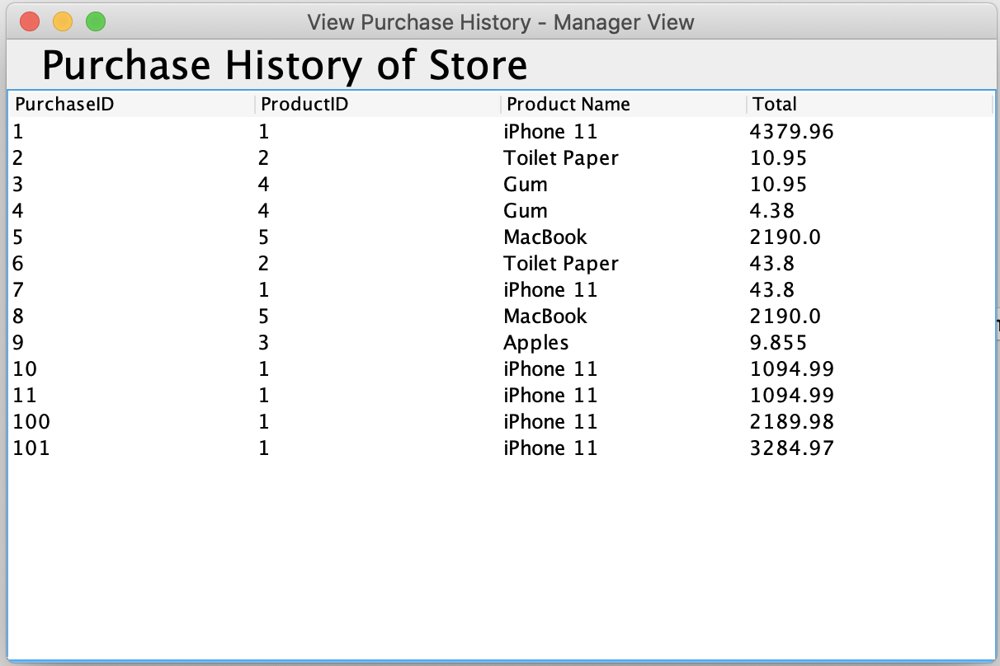 View Purchase History - Manager View
Purchase History of Store
PurchaseID ProductID Product Name Total
1 1 iPhone 11 4379.96
2 2 Toilet Paper 10.95
3 4 Gum 10.95
4 4 Gum 4.38
5 5 MacBook 2190.0
6 2 Toilet Paper 43.8
7 1 iPhone 11 43.8
8 5 MacBook 2190.0
9 3 Apples 9.855
10 1 iPhone 11 1094.99
11 1 iPhone 11 1094.99
100 1 iPhone 11 2189.98
101 1 iPhone 11 3284.97